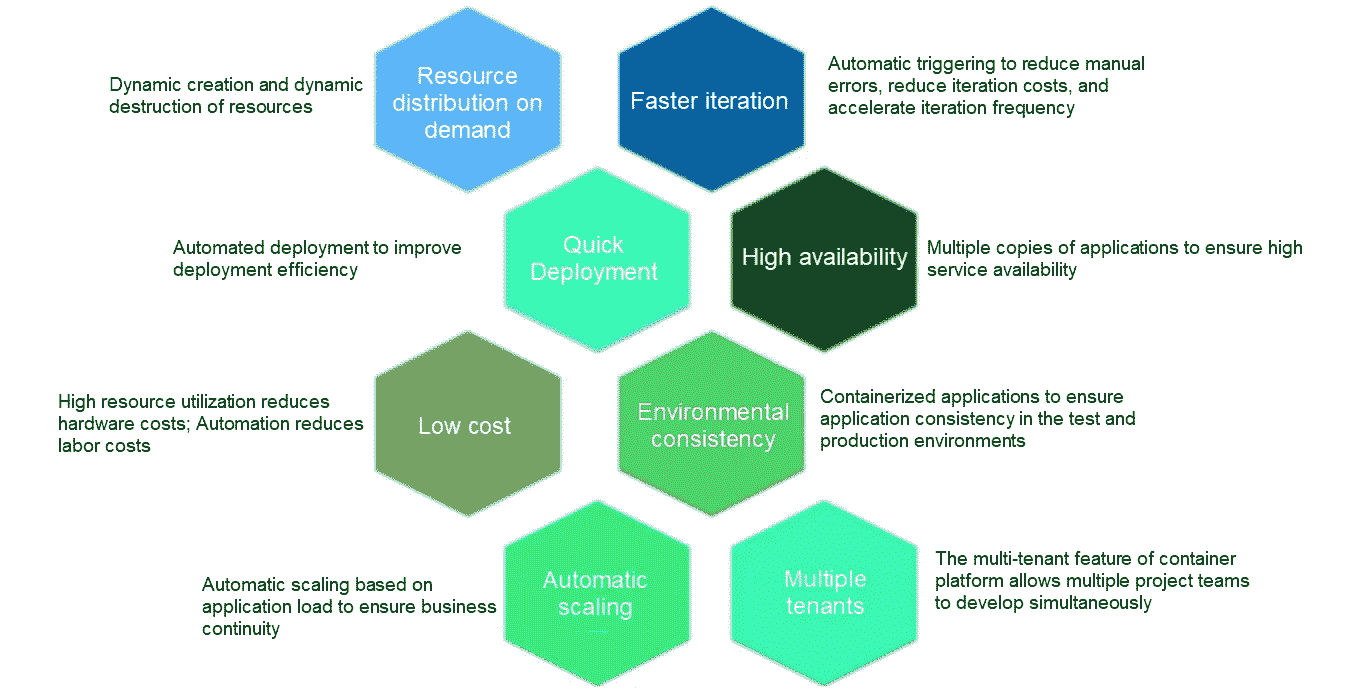 Dynamic creation and dynamic
destruction of resources
Resource
distribution on
demand
Faster iteration
Automatic triggering to reduce manual
errors, reduce iteration costs, and
accelerate iteration frequency
Automated deployment to improve
deployment efficiency
Quick
Deployment
High availability
Multiple copies of applications to ensure high
service availability
High resource utilization reduces
hardware costs; Automation reduces
labor costs
Low cost
Environmental
consistency
Containerized applications to ensure
application consistency in the test and
production environments
Automatic scaling based on
application load to ensure business
continuity
Automatic
scaling
Multiple
tenants
The multi-tenant feature of container
platform allows multiple project teams
to develop simultaneously